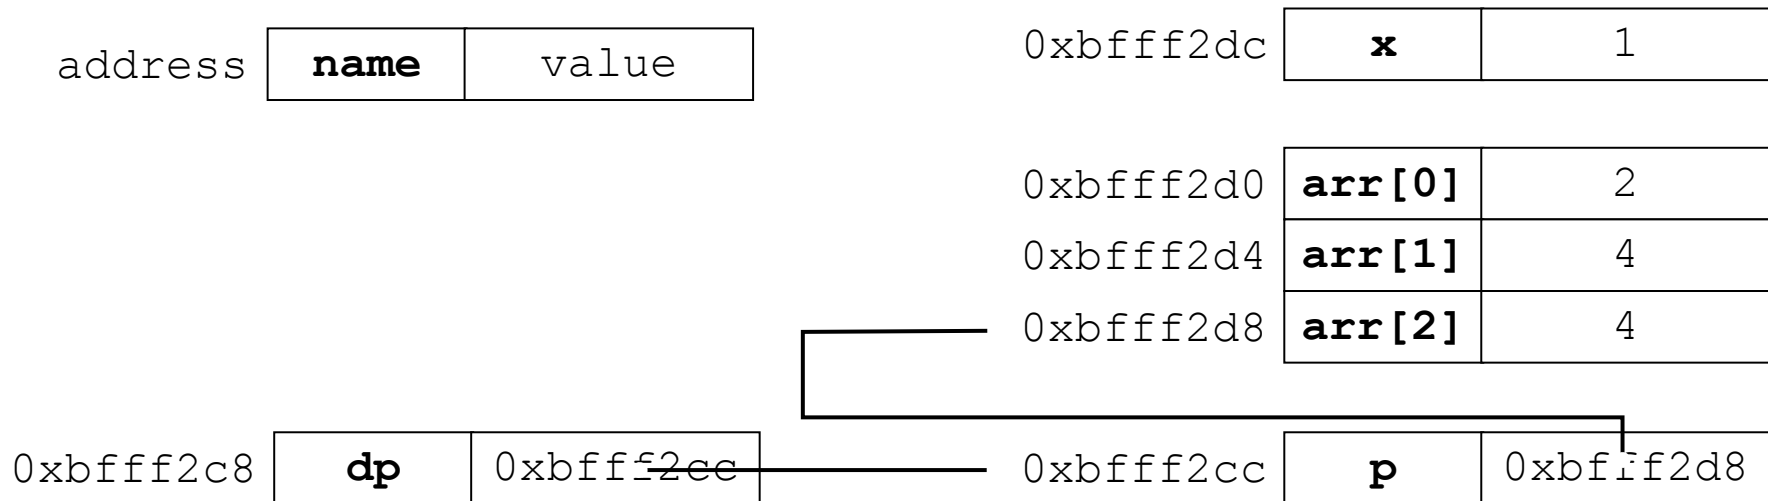 address name value
0xbfff2dc x 1
0xbfff2d0 arr[0] 2
0xbfff2d4 arr[1] 4
0xbfff2d8 arr[2] 4
0xbfff2c8 dp 0xbfff2cc
0xbfff2cc p 0xbfff2d8